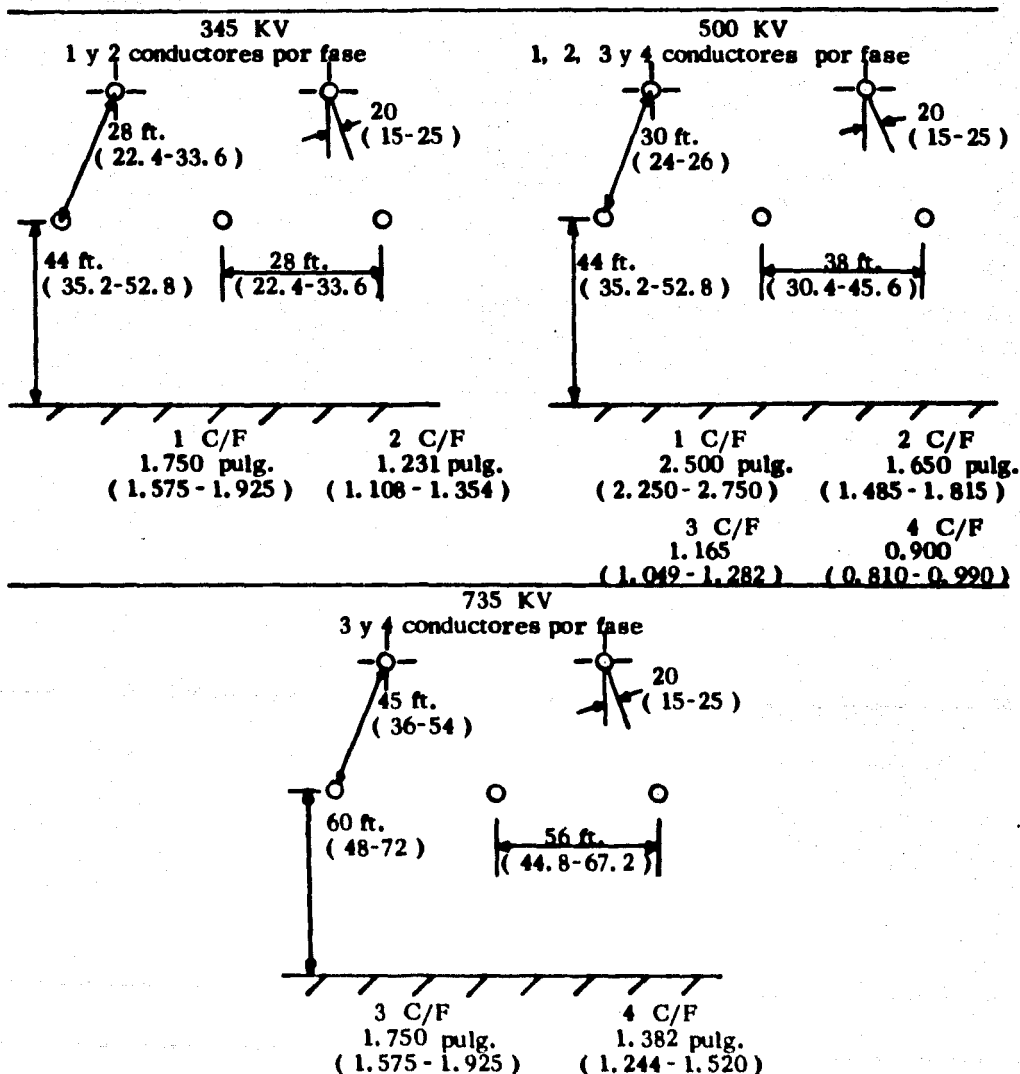 345 KV
1 y 2 conductores por fase
28 ft.
( 22.4-33.6 )
20
( 15-25 )
44 ft.
( 35.2-52.8 )
28 ft.
( 22.4-33.6 )
1 C/F
1.750 pulg.
( 1.575 - 1.925 )
2 C/F
1.231 pulg.
( 1.108 - 1.354 )
500 KV
1, 2, 3 y 4 conductores por fase
30 ft.
( 24-26 )
20
( 15-25 )
44 ft.
( 35.2-52.8 )
38 ft.
( 30.4-45.6 )
1 C/F
2.500 pulg.
( 2.250 - 2.750 )
2 C/F
1.650 pulg.
( 1.485 - 1.815 )
3 C/F
1.165
( 1.049 - 1.282 )
4 C/F
0.900
( 0.810 - 0.990 )
735 KV
3 y 4 conductores por fase
45 ft.
( 36-54 )
20
( 15-25 )
60 ft.
( 48-72 )
56 ft.
( 44.8-67.2 )
3 C/F
1.750 pulg.
( 1.575 - 1.925 )
4 C/F
1.382 pulg.
( 1.244 - 1.520 )